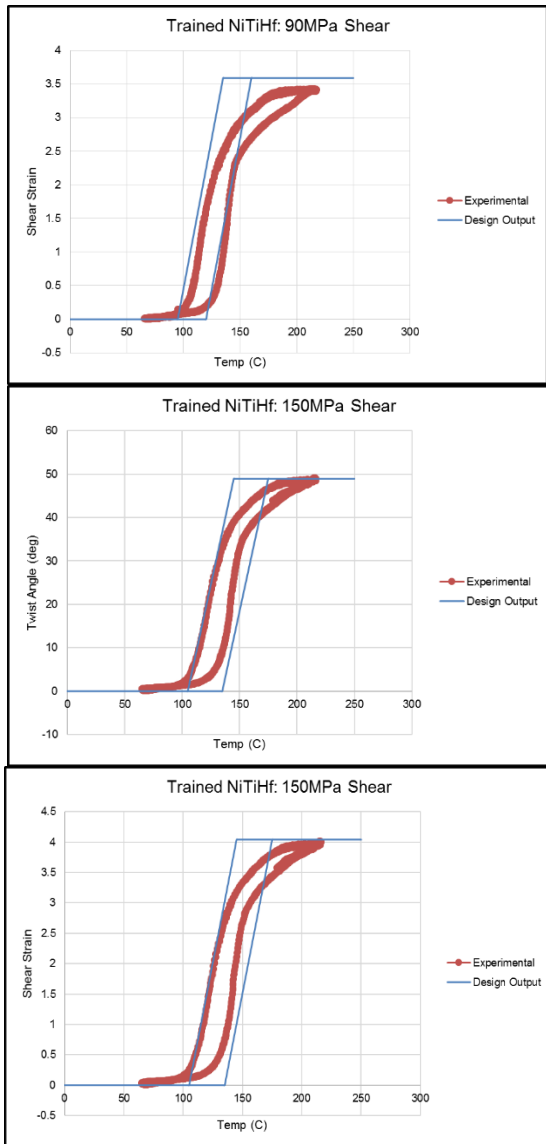 Trained NiTiHf: 90MPa Shear
4
3.5
3
2.5
2
1.5
1
0.5
0
-0.5
0 50 100 150 200 250 300
Shear Strain
Temp (C)
Experimental
Design Output
Trained NiTiHf: 150MPa Shear
60
50
40
30
20
10
0
-10
0 50 100 150 200 250 300
Twist Angle (deg)
Temp (C)
Experimental
Design Output
Trained NiTiHf: 150MPa Shear
4.5
4
3.5
3
2.5
2
1.5
1
0.5
0
-0.5
0 50 100 150 200 250 300
Shear Strain
Temp (C)
Experimental
Design Output